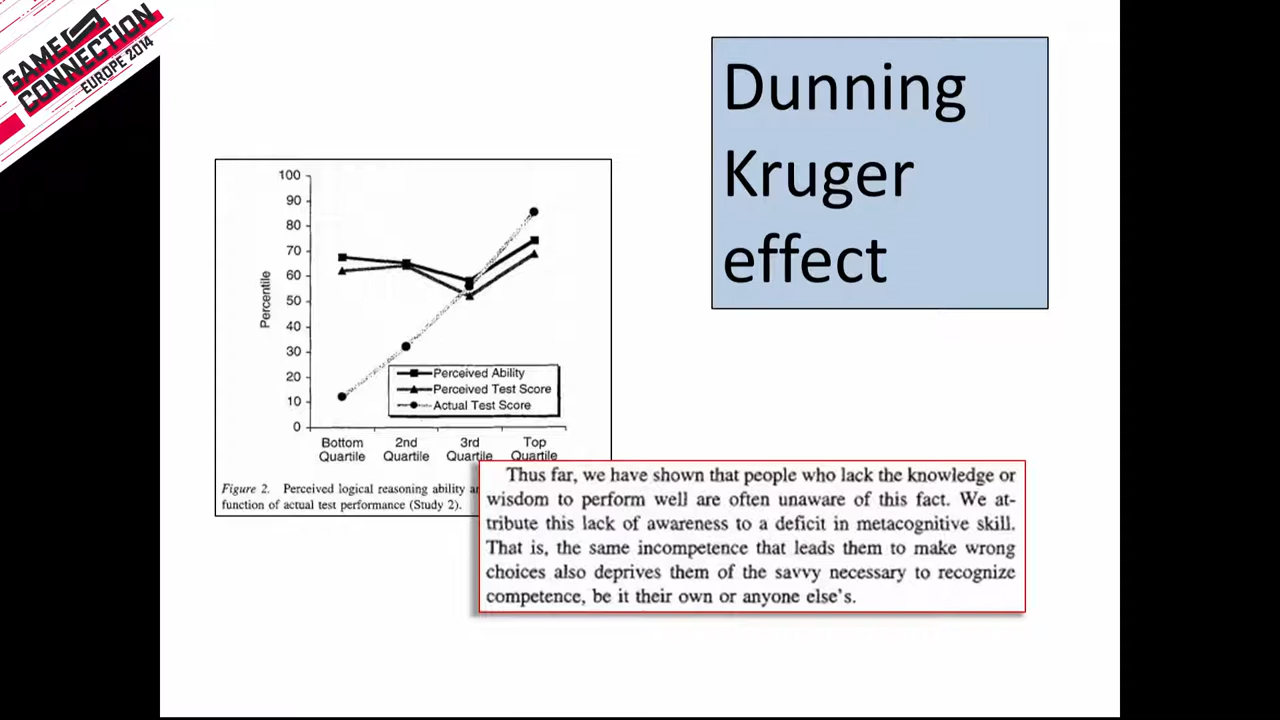 GAME
CONNECTION
EUROPE 2014
Dunning
Kruger
effect
100
90
80
70
60
50
40
30
20
10
0
Percentile
Perceived Ability
Perceived Test Score
Actual Test Score
Bottom Quartile
2nd Quartile
3rd Quartile
Top Quartile
Figure 2. Perceived logical reasoning ability
function of actual test performance (Study 2).
Thus far, we have shown that people who lack the knowledge or
wisdom to perform well are often unaware of this fact. We at-
tribute this lack of awareness to a deficit in metacognitive skill.
That is, the same incompetence that leads them to make wrong
choices also deprives them of the savvy necessary to recognize
competence, be it their own or anyone else's.